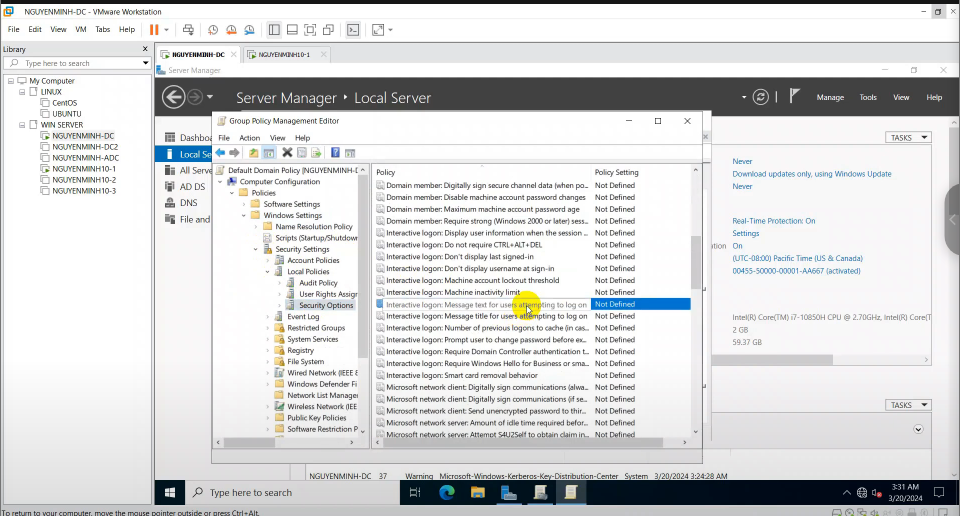 NGUYENMINH-DC - VMware Workstation
File Edit View VM Tabs Help
Library
Type here to search
My Computer
LINUX
CentOS
UBUNTU
WIN SERVER
NGUYENMINH-DC
NGUYENMINH-DC2
NGUYENMINH-ADC
NGUYENMINH10-1
NGUYENMINH10-2
NGUYENMINH10-3
NGUYENMINH-DC NGUYENMINH10-1
Server Manager
Server Manager • Local Server
Manage Tools View Help
Dashboa
Local Se
All Serve
AD DS
DNS
File and
Group Policy Management Editor
File Action View Help
Default Domain Policy [NGUYENMINH-D
Computer Configuration
Policies
Software Settings
Windows Settings
Name Resolution Policy
Scripts (Startup/Shutdown
Security Settings
Account Policies
Local Policies
Audit Policy
User Rights Assigr
Security Options
Event Log
Restricted Groups
System Services
Registry
File System
Wired Network (IEEE 8
Windows Defender Fi
Network List Manager
Wireless Network (IEE
Public Key Policies
Software Restriction P
Policy Policy Setting
Domain member: Digitally sign secure channel data (when po... Not Defined
Domain member: Disable machine account password changes Not Defined
Domain member: Maximum machine account password age Not Defined
Domain member: Require strong (Windows 2000 or later) sess... Not Defined
Interactive logon: Display user information when the session ... Not Defined
Interactive logon: Do not require CTRL+ALT+DEL Not Defined
Interactive logon: Don't display last signed-in Not Defined
Interactive logon: Don't display username at sign-in Not Defined
Interactive logon: Machine account lockout threshold Not Defined
Interactive logon: Machine inactivity limit Not Defined
Interactive logon: Message text for users attempting to log on Not Defined
Interactive logon: Message title for users attempting to log on Not Defined
Interactive logon: Number of previous logons to cache (in cas... Not Defined
Interactive logon: Prompt user to change password before ex... Not Defined
Interactive logon: Require Domain Controller authentication t... Not Defined
Interactive logon: Require Windows Hello for Business or sma... Not Defined
Interactive logon: Smart card removal behavior Not Defined
Microsoft network client: Digitally sign communications (alwa... Not Defined
Microsoft network client: Digitally sign communications (if se... Not Defined
Microsoft network client: Send unencrypted password to thir... Not Defined
Microsoft network server: Amount of idle time required befor... Not Defined
Microsoft network server: Attempt S4U2Self to obtain claim in... Not Defined
TASKS
Never
Download updates only, using Windows Update
Never
Real-Time Protection: On
Settings
On
(UTC-08:00) Pacific Time (US & Canada)
00455-50000-00001-AA667 (activated)
Intel(R) Core(TM) i7-10850H CPU @ 2.70GHz, Intel(R) Core(T
2 GB
59.37 GB
TASKS
NGUYENMINH-DC 37 Warning Microsoft-Windows-Kerberos-Key-Distribution-Center System 3/20/2024 3:24:28 AM
Type here to search
3:31 AM
3/20/2024
To return to your computer, move the mouse pointer outside or press Ctrl+Alt.